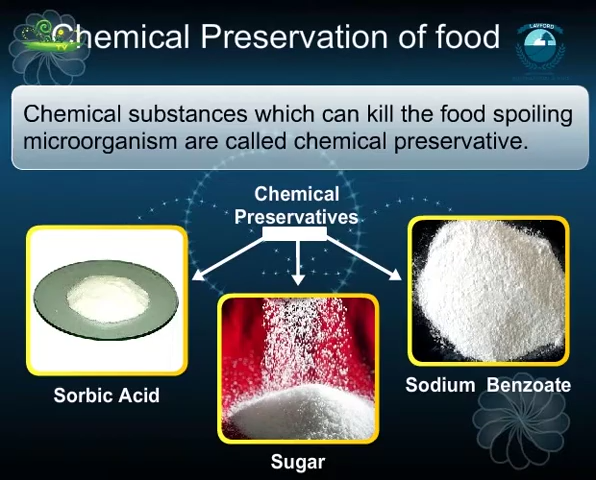 Chemical Preservation of food
LAVFORD
Chemical substances which can kill the food spoiling
microorganism are called chemical preservative.
Chemical
Preservatives
Sorbic Acid
Sodium Benzoate
Sugar